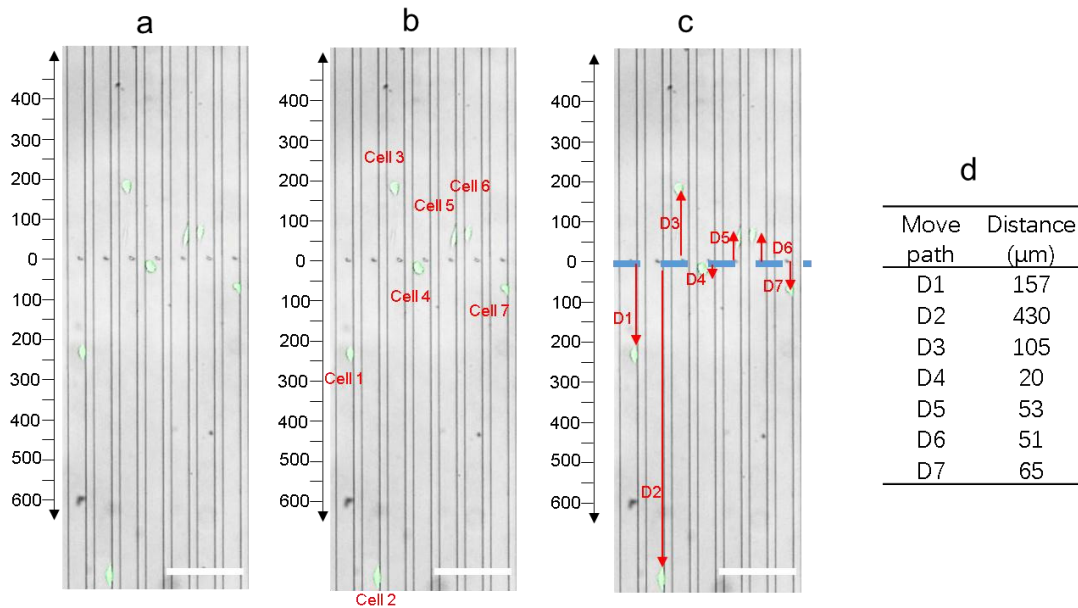 a
400
300
200
100
0
100
200
300
400
500
600
b
400
300
200
100
0
100
200
300
400
500
600
Cell 3
Cell 6
Cell 5
Cell 4
Cell 7
Cell 1
Cell 2
c
400
300
200
100
0
100
200
300
400
500
600
D3
D5
D6
D4
D7
D1
D2
d
Move path Distance (μm)
D1 157
D2 430
D3 105
D4 20
D5 53
D6 51
D7 65